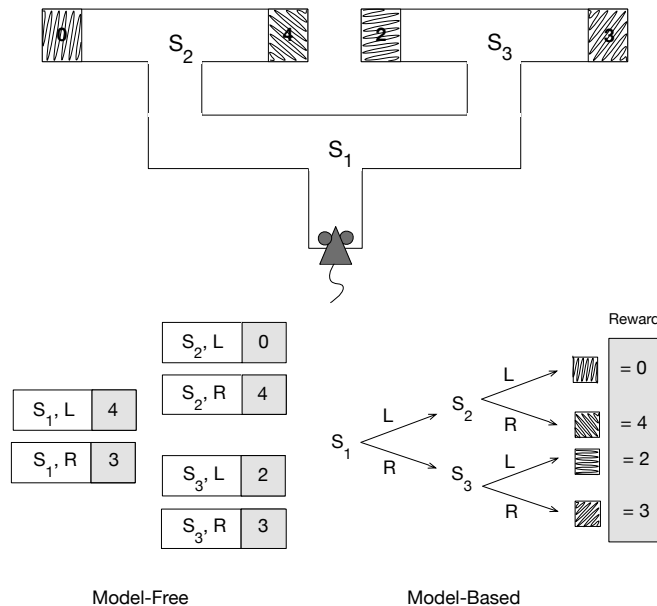 0 S2 4 2 S3 3
S1
Reward
S2, L 0
S2, R 4
S1, L 4
S1, R 3
S3, L 2
S3, R 3
S1 L S2 L = 0
R = 4
R S3 L = 2
R = 3
Model-Free
Model-Based